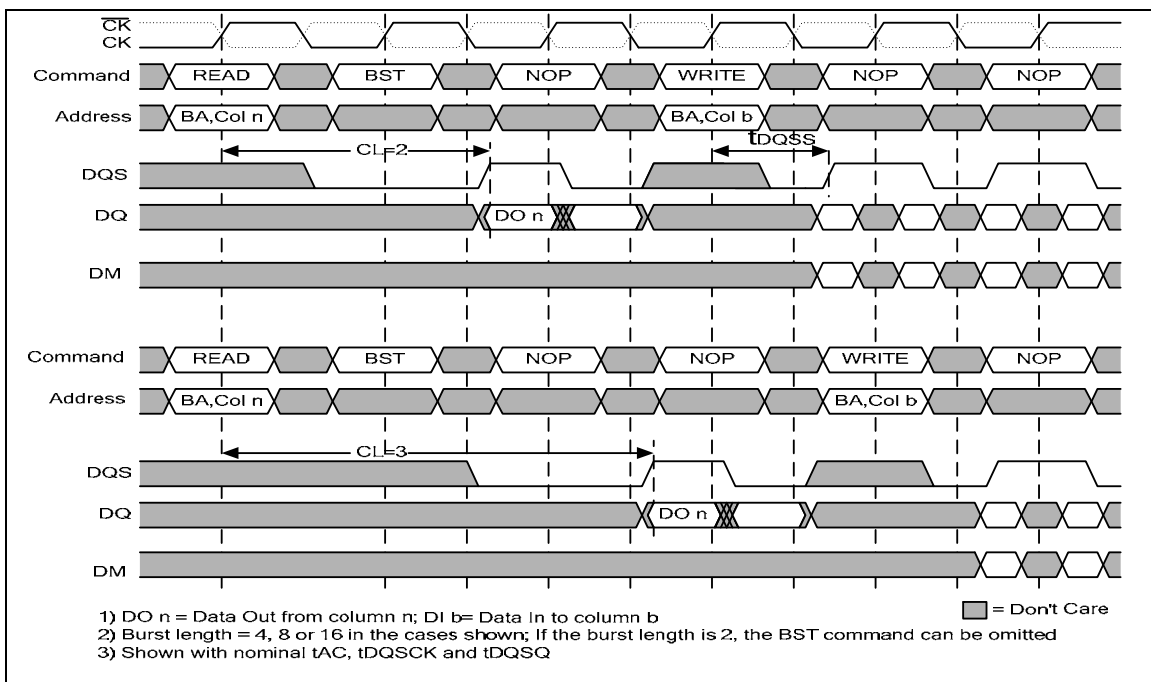 CK
CK
Command READ BST NOP WRITE NOP NOP
Address BA,Col n BA,Col b
CL=2 tDQSS
DQS
DQ DO n
DM
Command READ BST NOP NOP WRITE NOP
Address BA,Col n BA,Col b
CL=3
DQS
DQ DO n
DM
1) DO n = Data Out from column n; DI b= Data In to column b
= Don't Care
2) Burst length = 4, 8 or 16 in the cases shown; If the burst length is 2, the BST command can be omitted
3) Shown with nominal tAC, tDQSCK and tDQSQ